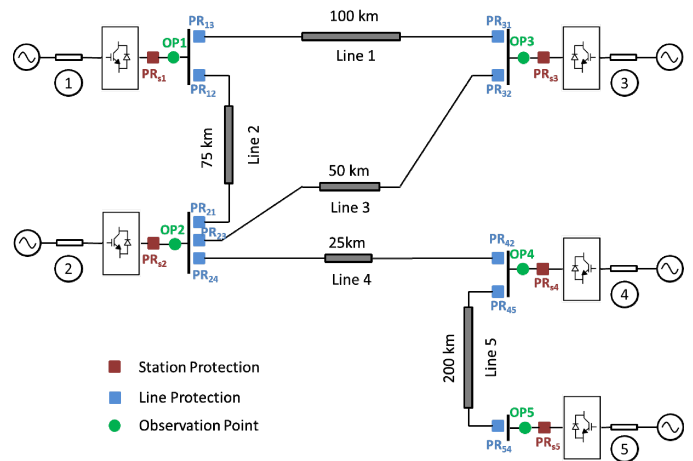 100 km
PR13
PR31
OP1
OP3
Line 1
PRs1
PRs3
1
PR12
PR32
3
75 km
Line 2
50 km
Line 3
PR21
PR23
OP2
25km
PR42
OP4
PRs2
PR24
Line 4
PRs4
2
PR45
4
200 km
Line 5
Station Protection
Line Protection
Observation Point
OP5
PR54
PRs5
5